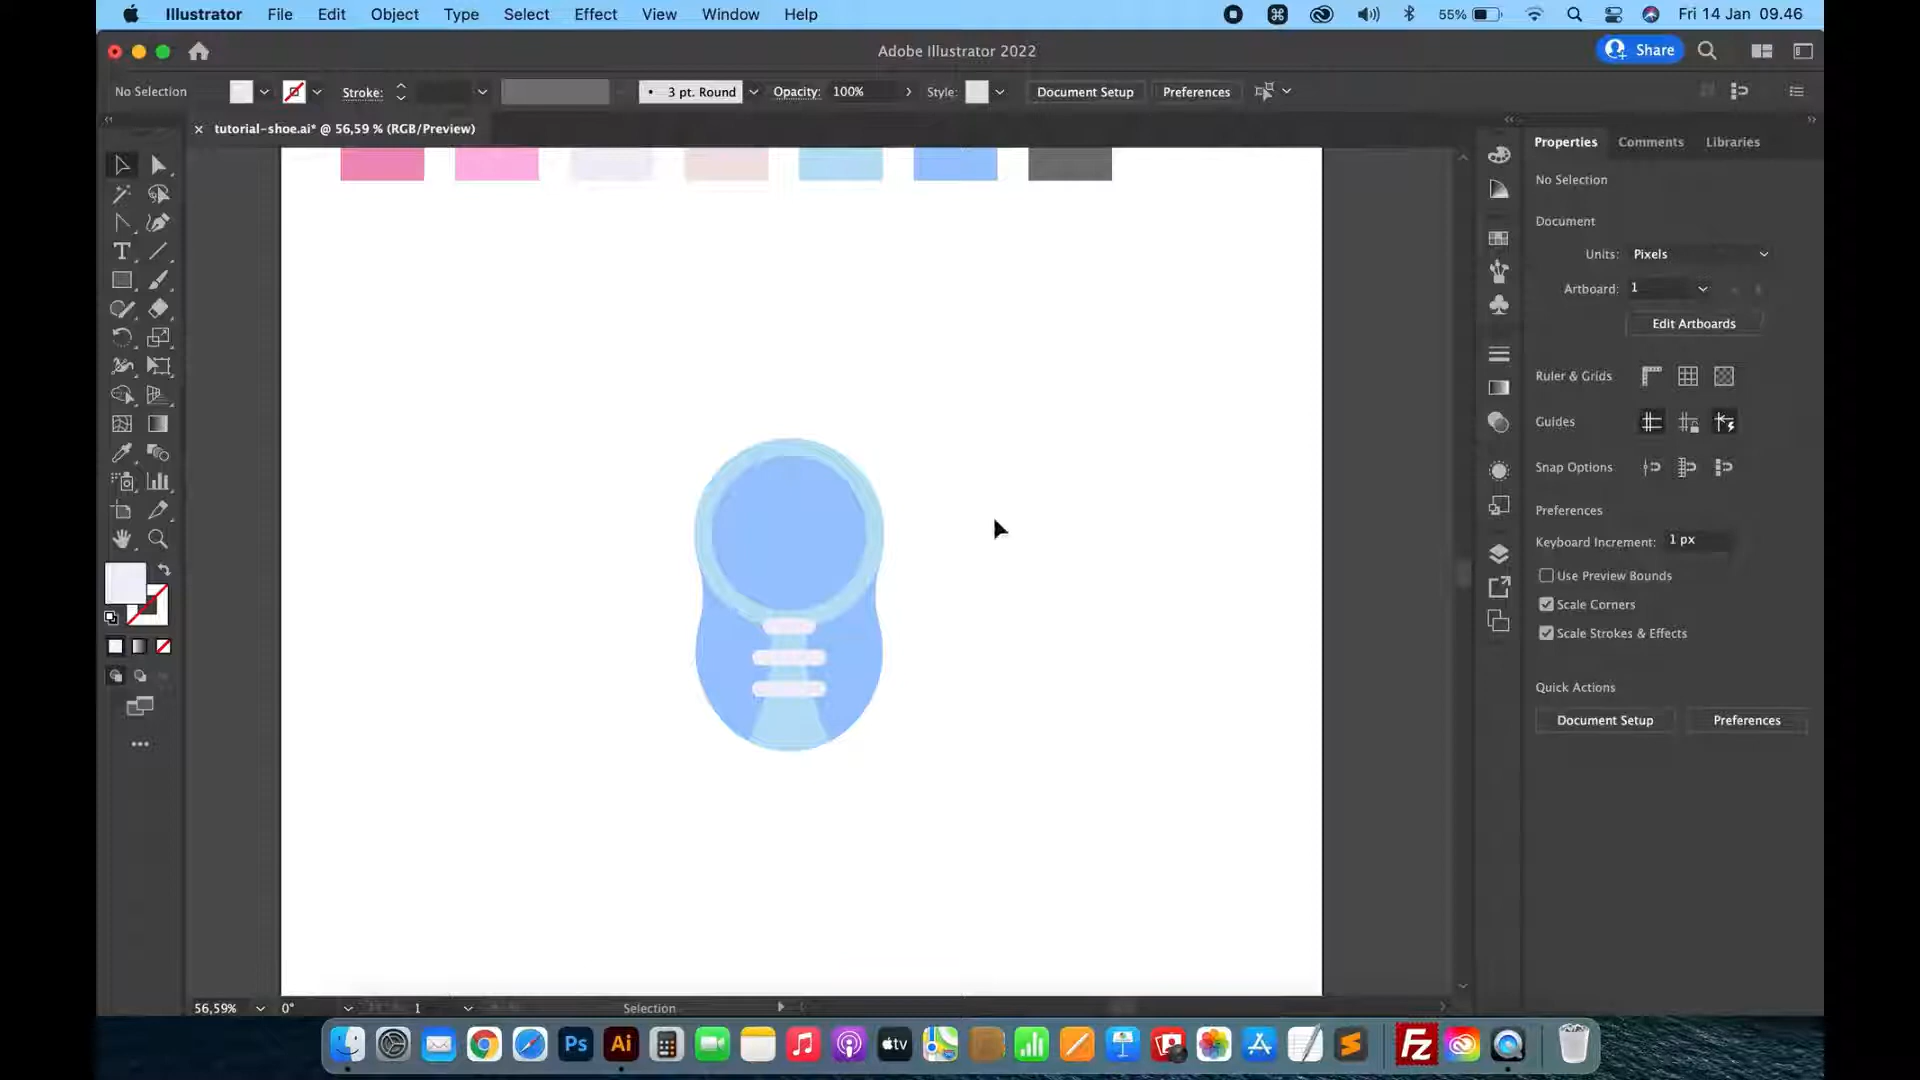 Illustrator File Edit Object Type Select Effect View Window Help 55% Fri 14 Jan 09.46
Adobe Illustrator 2022
Share
No Selection Stroke: 3 pt. Round Opacity: 100% Style: Document Setup Preferences
tutorial-shoe.ai* @ 56,59 % (RGB/Preview)
Properties Comments Libraries
No Selection
Document
Units: Pixels
Artboard: 1
Edit Artboards
Ruler & Grids
Guides
Snap Options
Preferences
Keyboard Increment: 1 px
Use Preview Bounds
Scale Corners
Scale Strokes & Effects
Quick Actions
Document Setup Preferences
56,59% 0° 1 Selection
Ps Ai tv Fz